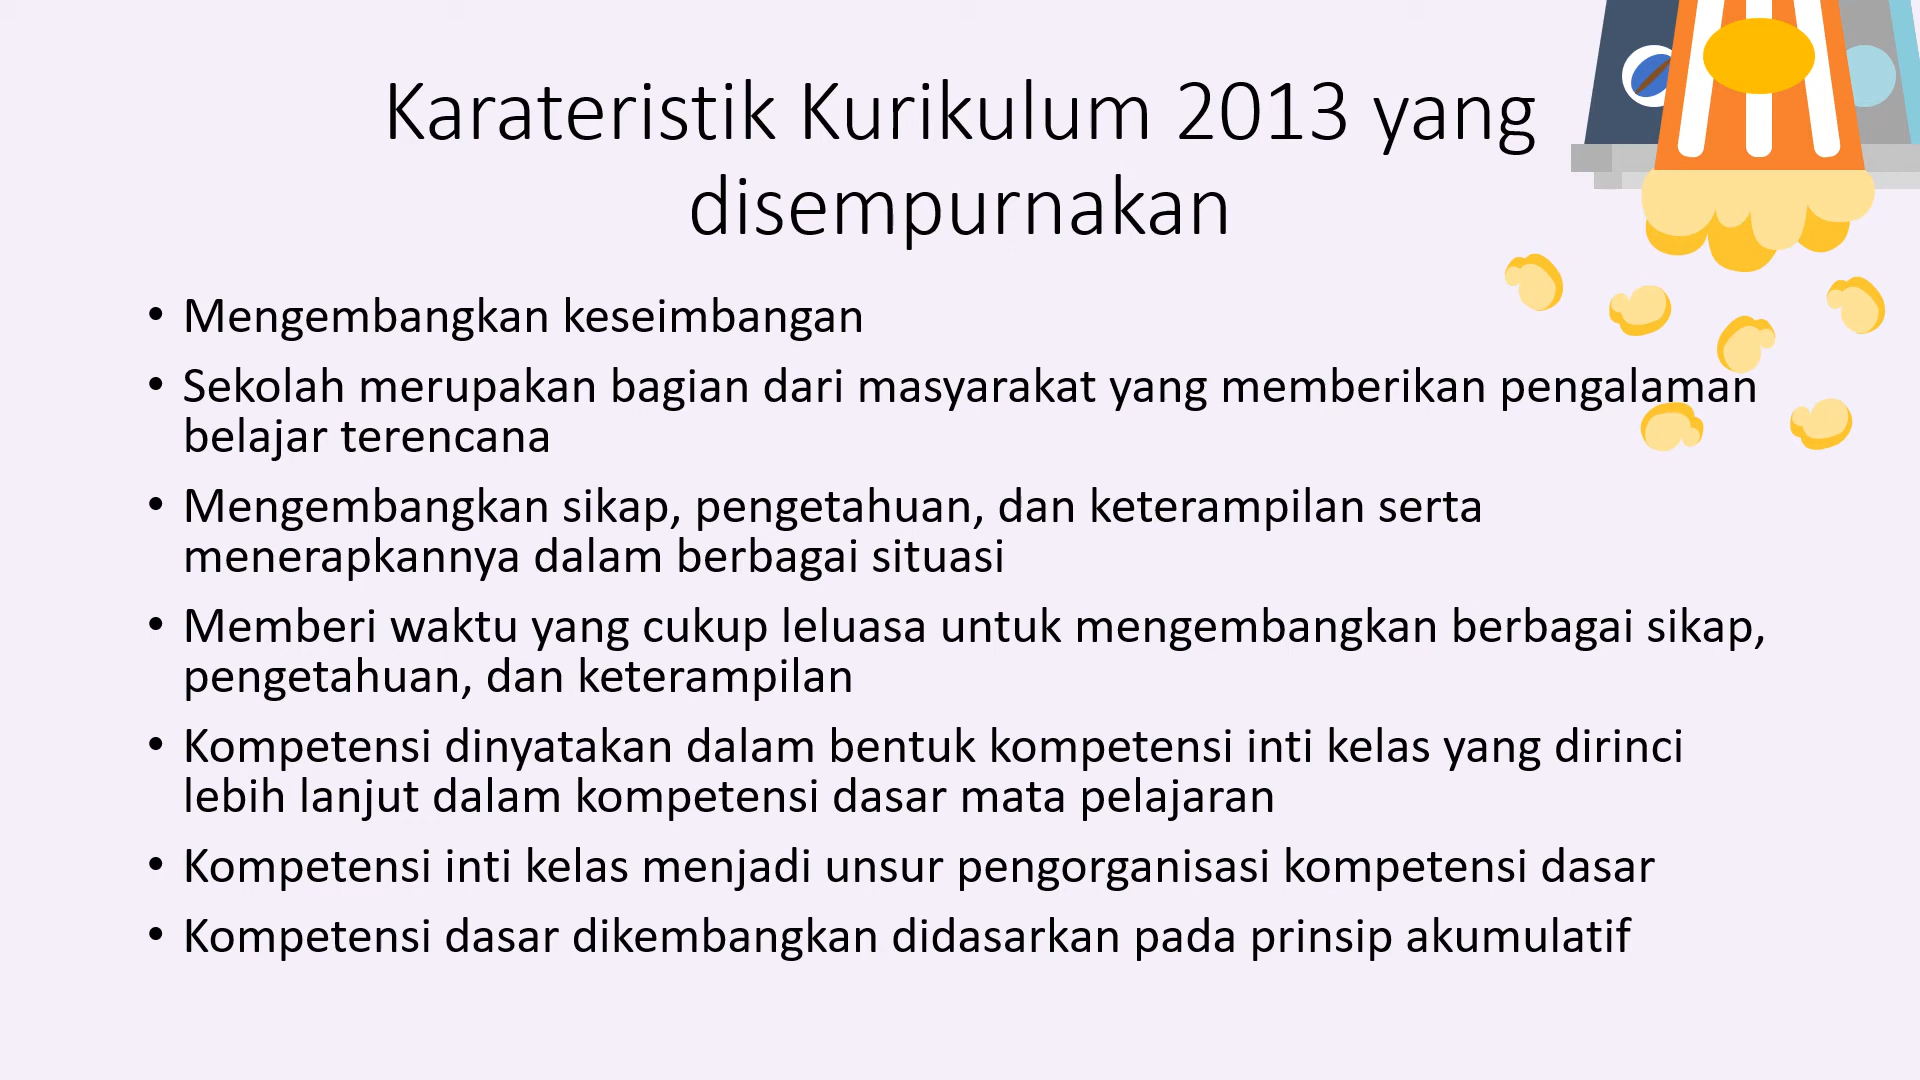 Karateristik Kurikulum 2013 yang
disempurnakan
• Mengembangkan keseimbangan
• Sekolah merupakan bagian dari masyarakat yang memberikan pengalaman
belajar terencana
• Mengembangkan sikap, pengetahuan, dan keterampilan serta
menerapkannya dalam berbagai situasi
• Memberi waktu yang cukup leluasa untuk mengembangkan berbagai sikap,
pengetahuan, dan keterampilan
• Kompetensi dinyatakan dalam bentuk kompetensi inti kelas yang dirinci
lebih lanjut dalam kompetensi dasar mata pelajaran
• Kompetensi inti kelas menjadi unsur pengorganisasi kompetensi dasar
• Kompetensi dasar dikembangkan didasarkan pada prinsip akumulatif